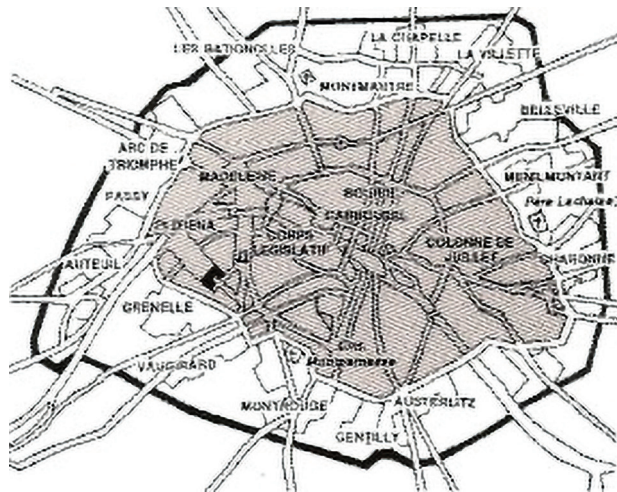 LA CHAPELLE
LES BATIGNOLLES
LA VILLETTE
MONTMARTRE
BELLEVILLE
ARC DE
TRIOMPHE
MADELEINE
MENILMONTANT
PASSY
BOURSE
Père Lachaise
CARROUSEL
D'IENA
CORPS
LEGISLATIF
COLONNE DE
JUILLET
AUTEUIL
CHARONNE
GRENELLE
Montparnasse
VAUGIRARD
MONTROUGE
AUSTERLITZ
GENTILLY